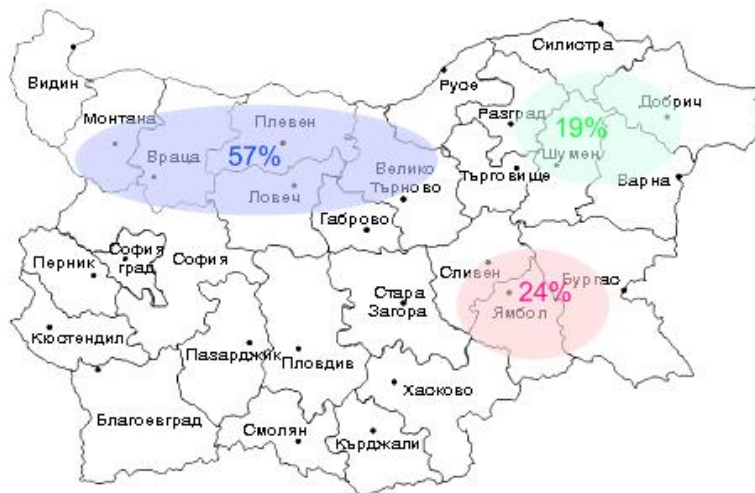 Силистра
Видин
Русе
Добрич
Монтана
Плевен
Разград
19%
Враца
57%
Шумен
Велико
Търново
Търговище
Варна
Ловеч
Габрово
София
град
София
Перник
Сливен
Бургас
24%
Стара
Загора
Ямбол
Кюстендил
Пазарджик
Пловдив
Хасково
Благоевград
Смолян
Кърджали